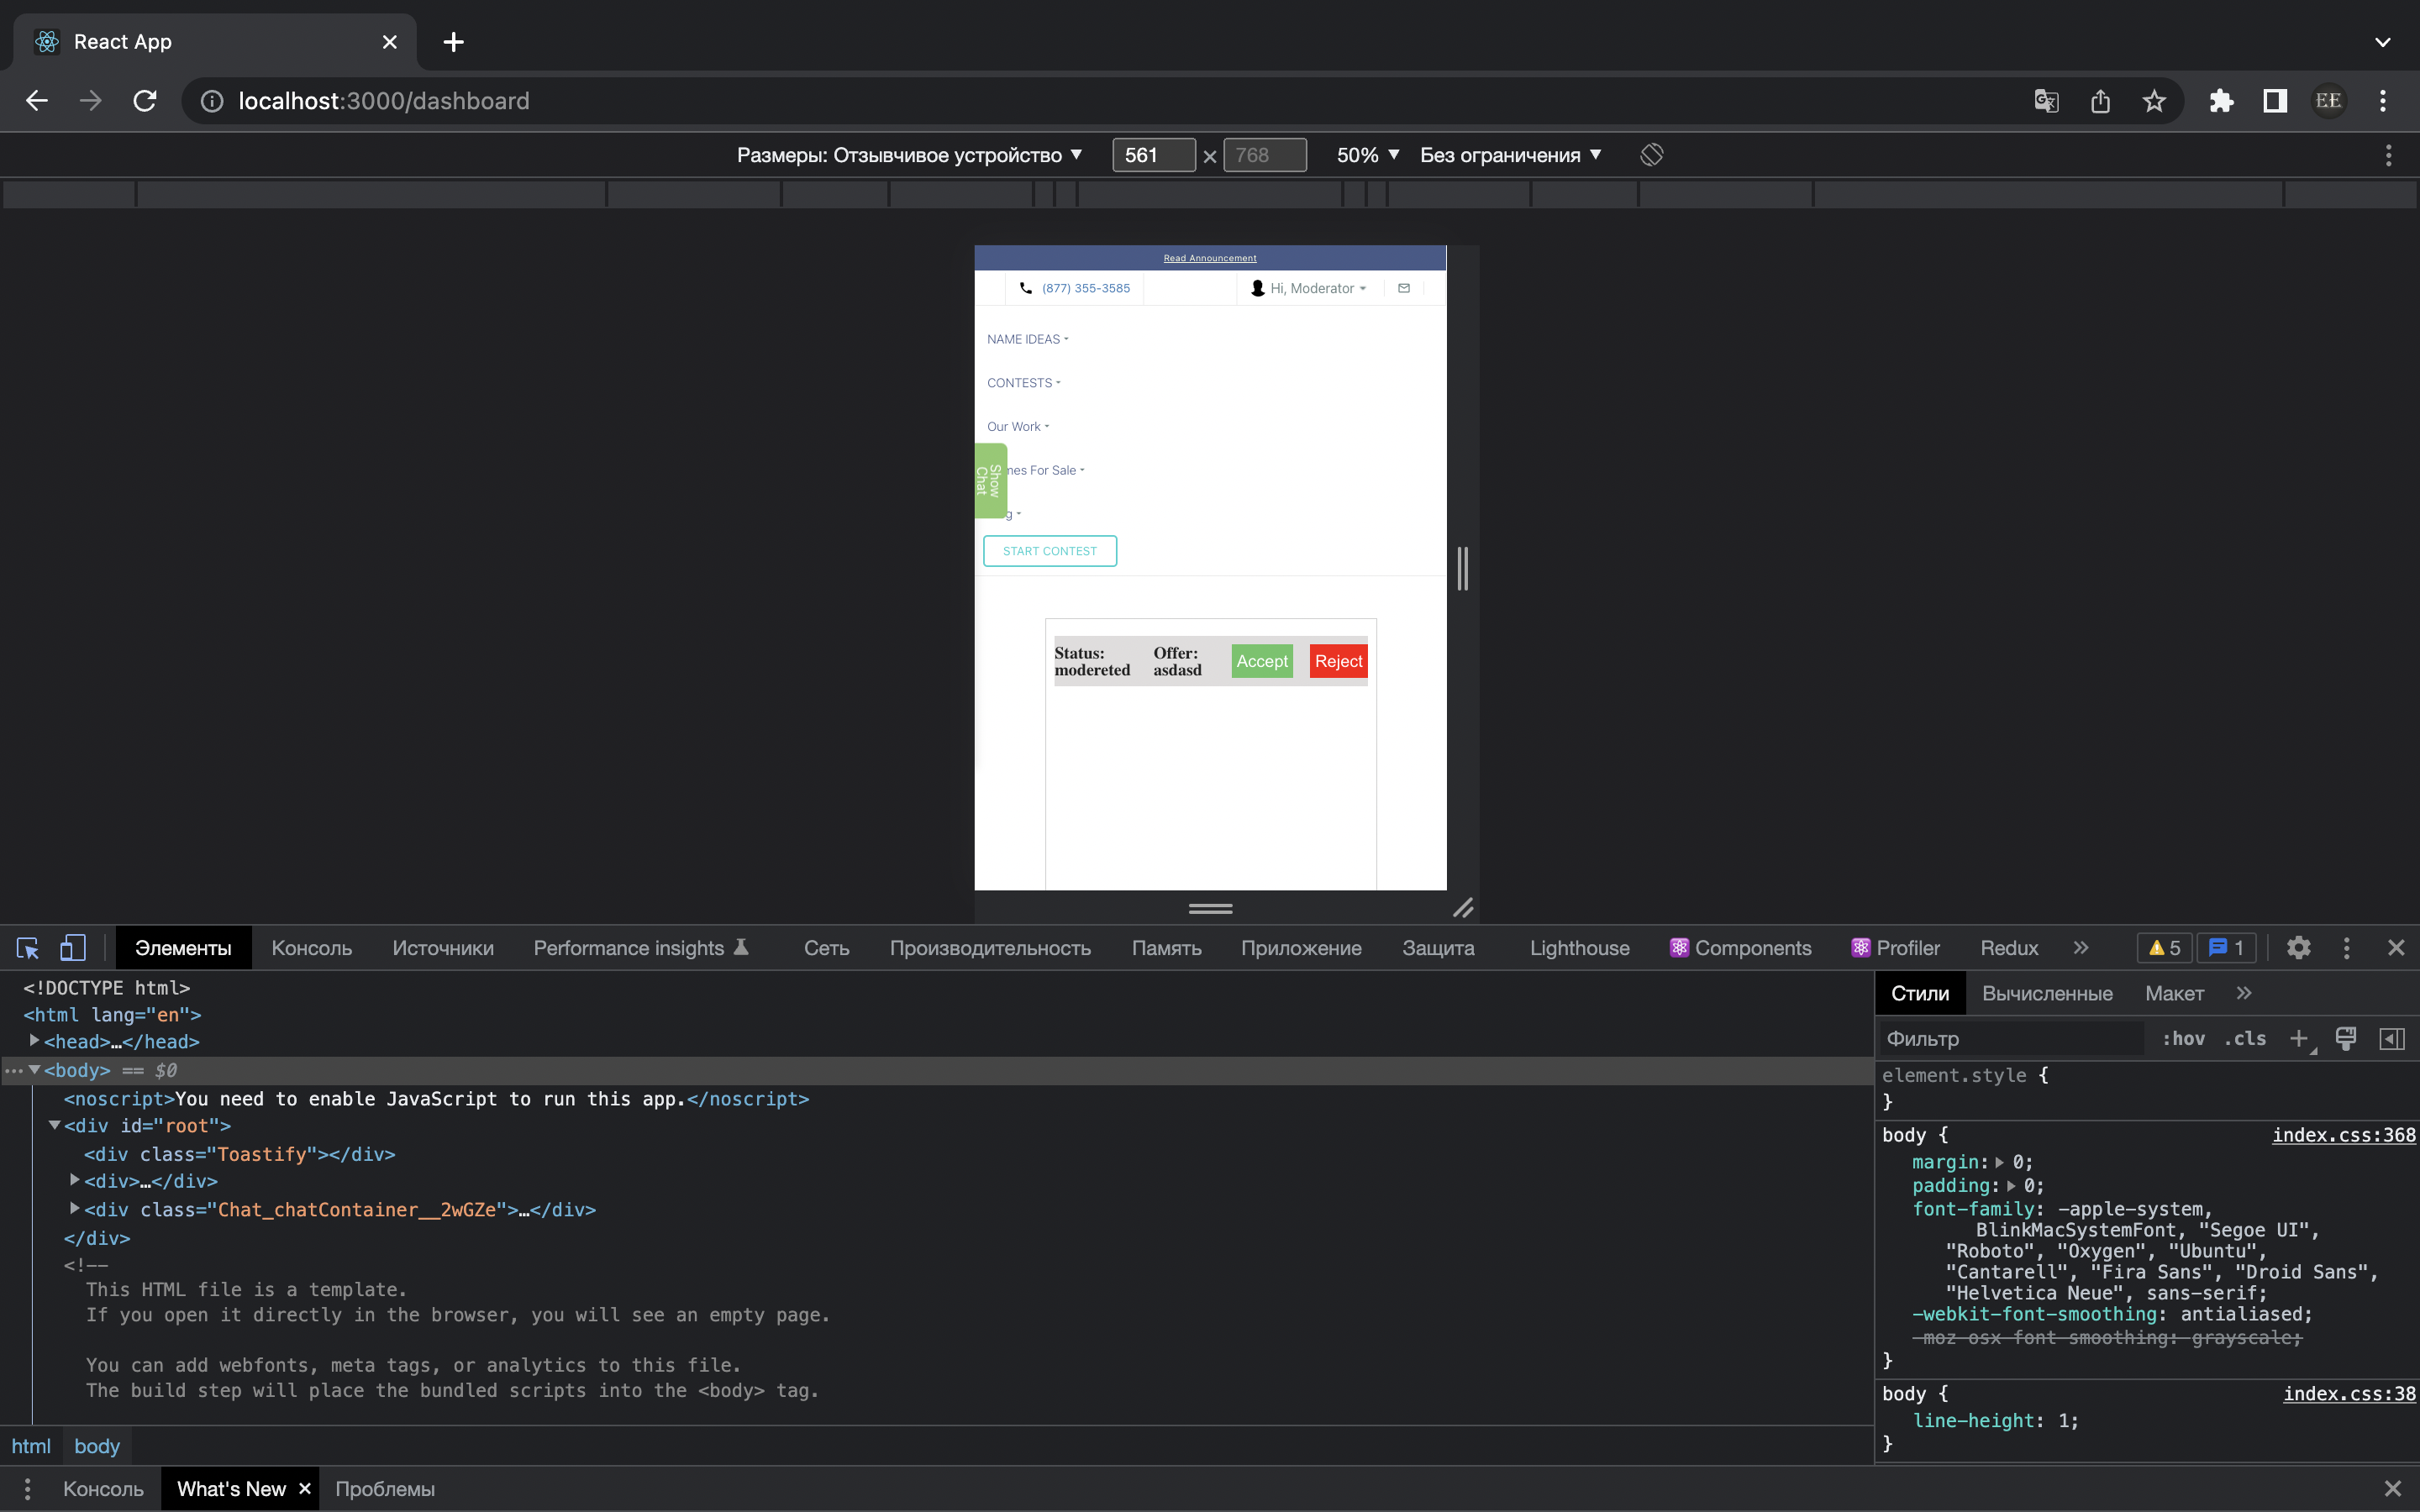 React App
localhost:3000/dashboard
EE
Размеры: Отзывчивое устройство
561 × 768
50%
Без ограничения
Read Announcement
(877) 355-3585
Hi, Moderator
NAME IDEAS
CONTESTS
Our Work
mes For Sale
Show
Chat
g
START CONTEST
Status:
modereted
Offer:
asdasd
Accept
Reject
Элементы Консоль Источники Performance insights Сеть Производительность Память Приложение Защита Lighthouse Components Profiler Redux 5 1
<!DOCTYPE html>
<html lang="en">
<head>…</head>
<body> == $0
<noscript>You need to enable JavaScript to run this app.</noscript>
<div id="root">
<div class="Toastify"></div>
<div>…</div>
<div class="Chat_chatContainer__2wGZe">…</div>
</div>
<!--
This HTML file is a template.
If you open it directly in the browser, you will see an empty page.
You can add webfonts, meta tags, or analytics to this file.
The build step will place the bundled scripts into the <body> tag.
html body
Стили Вычисленные Макет
Фильтр :hov .cls
element.style {
}
body { index.css:368
margin: 0;
padding: 0;
font-family: -apple-system,
BlinkMacSystemFont, "Segoe UI",
"Roboto", "Oxygen", "Ubuntu",
"Cantarell", "Fira Sans", "Droid Sans",
"Helvetica Neue", sans-serif;
-webkit-font-smoothing: antialiased;
-moz-osx-font-smoothing: grayscale;
}
body { index.css:38
line-height: 1;
}
Консоль What's New Проблемы